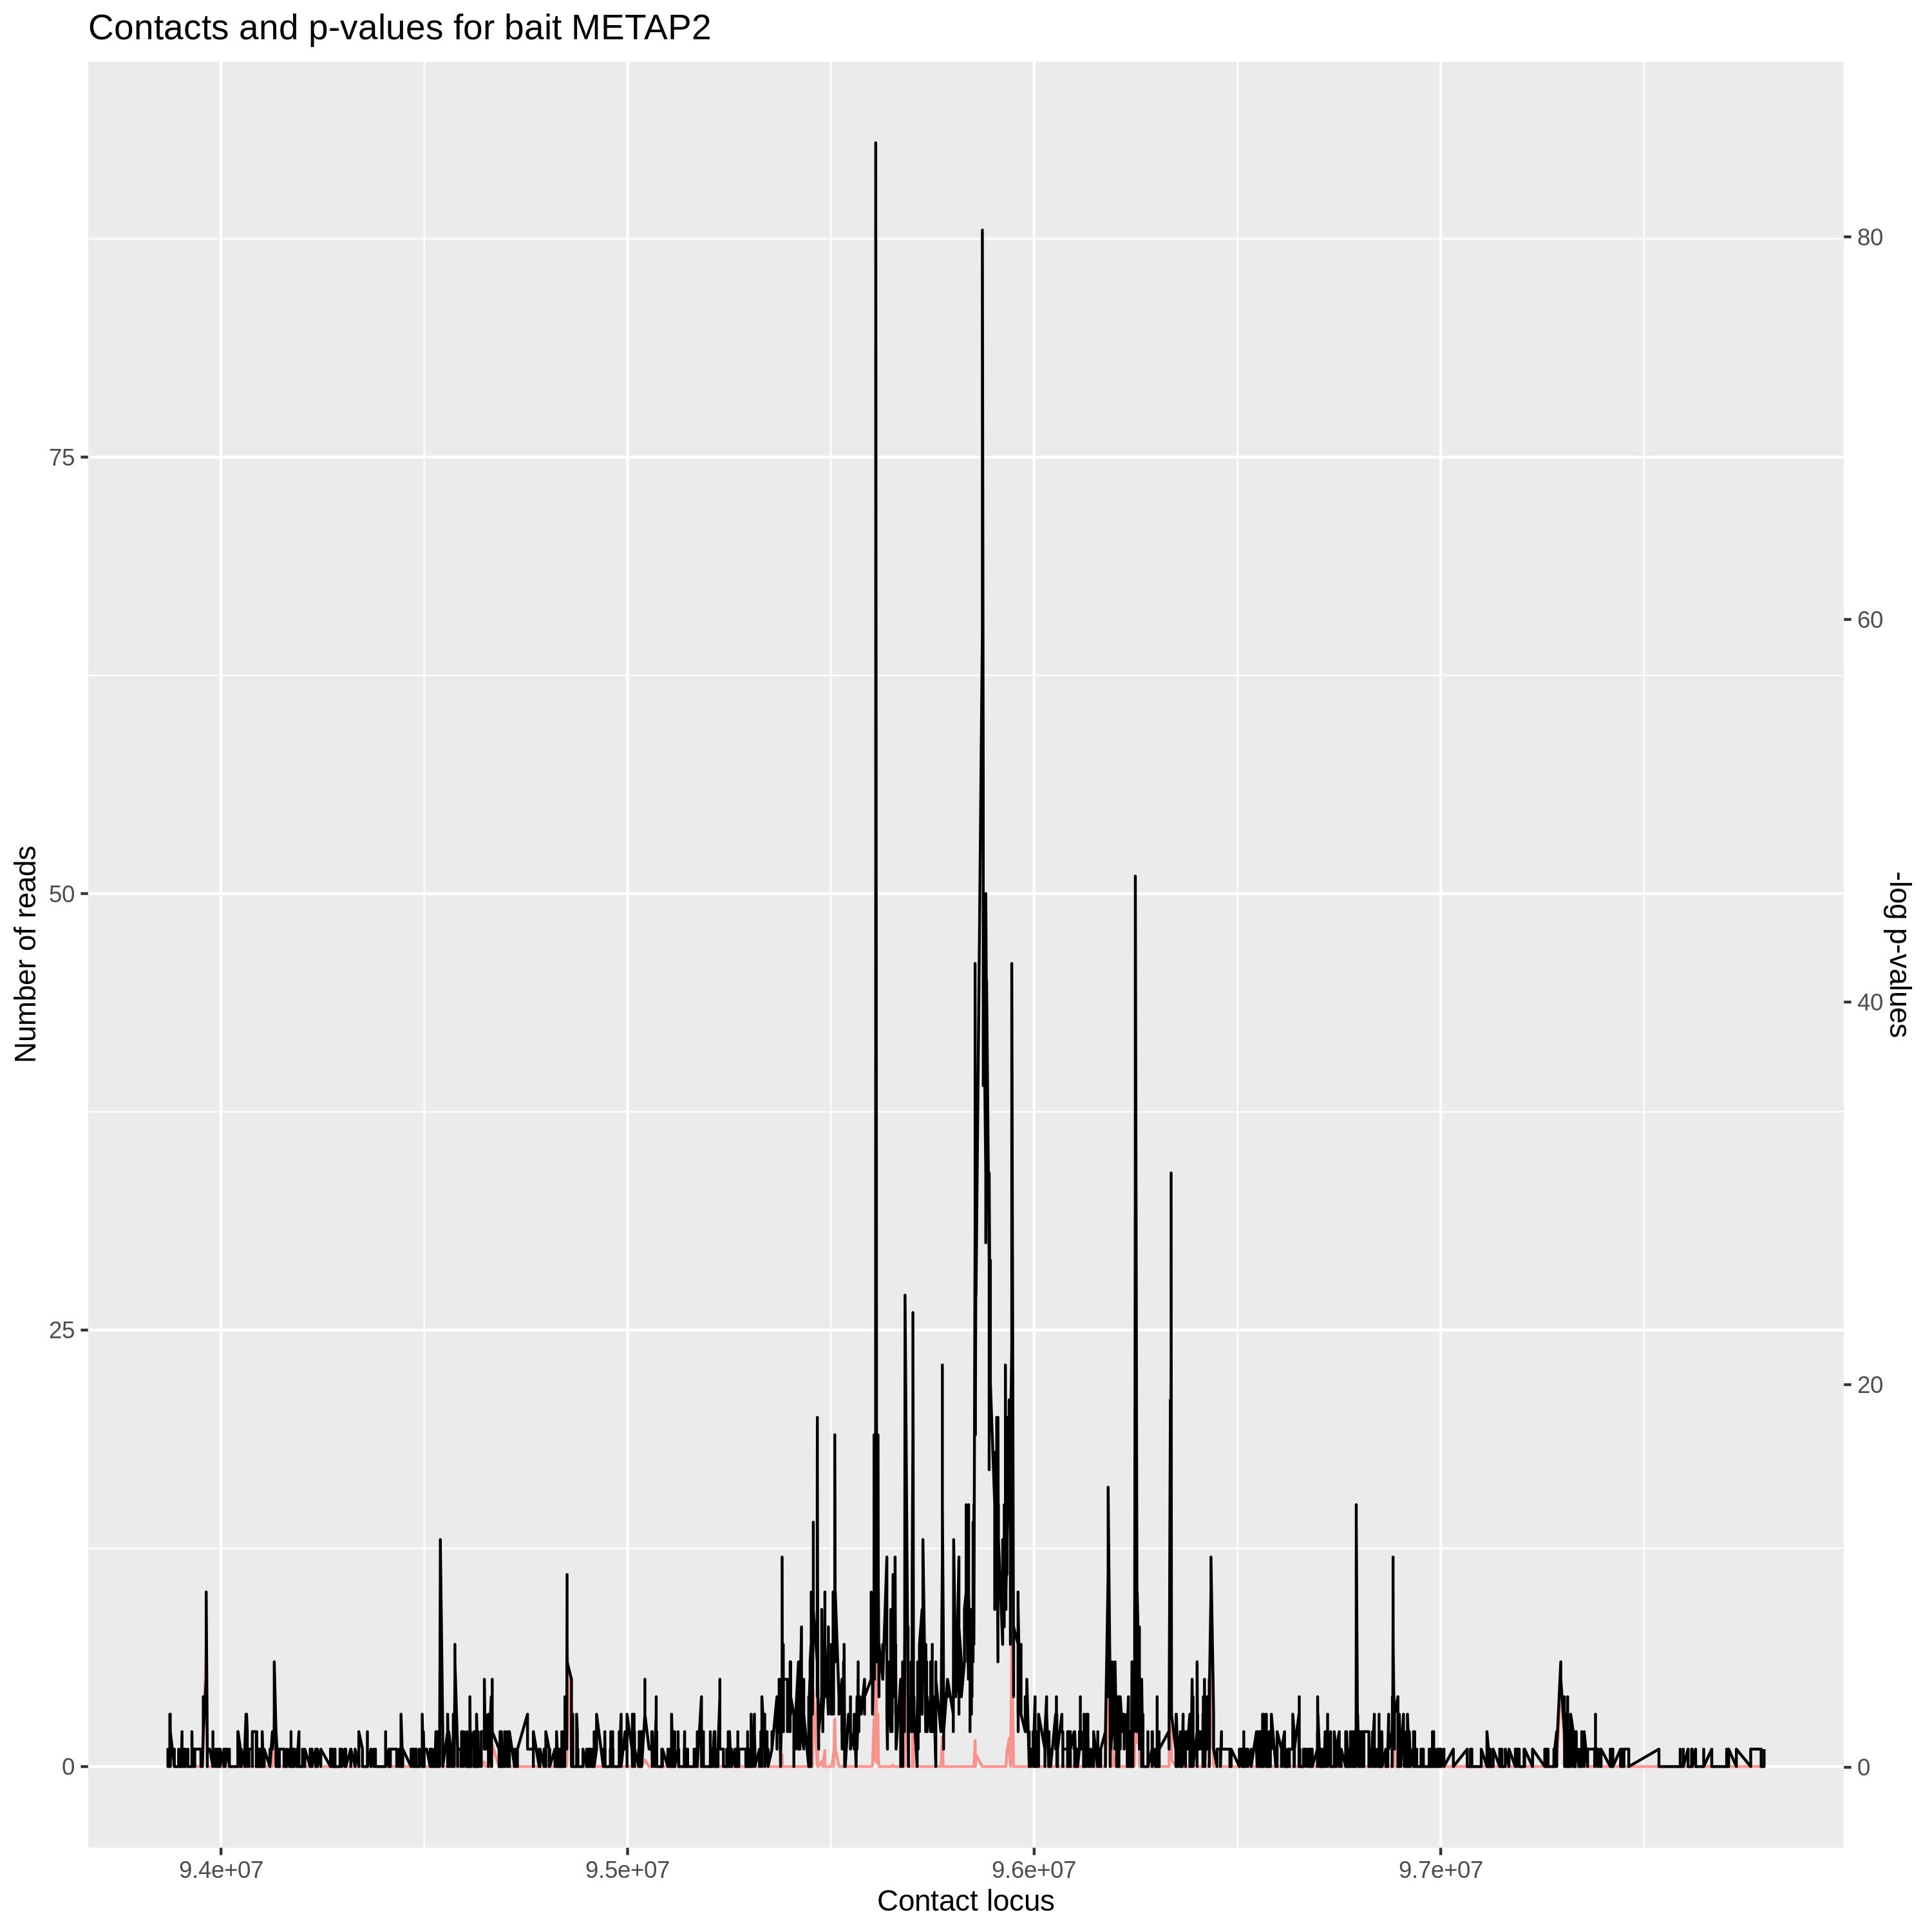 Contacts and p-values for bait METAP2
75
50
25
0
80
60
40
20
0
Number of reads
-log p-values
9.4e+07
9.5e+07
9.6e+07
9.7e+07
Contact locus